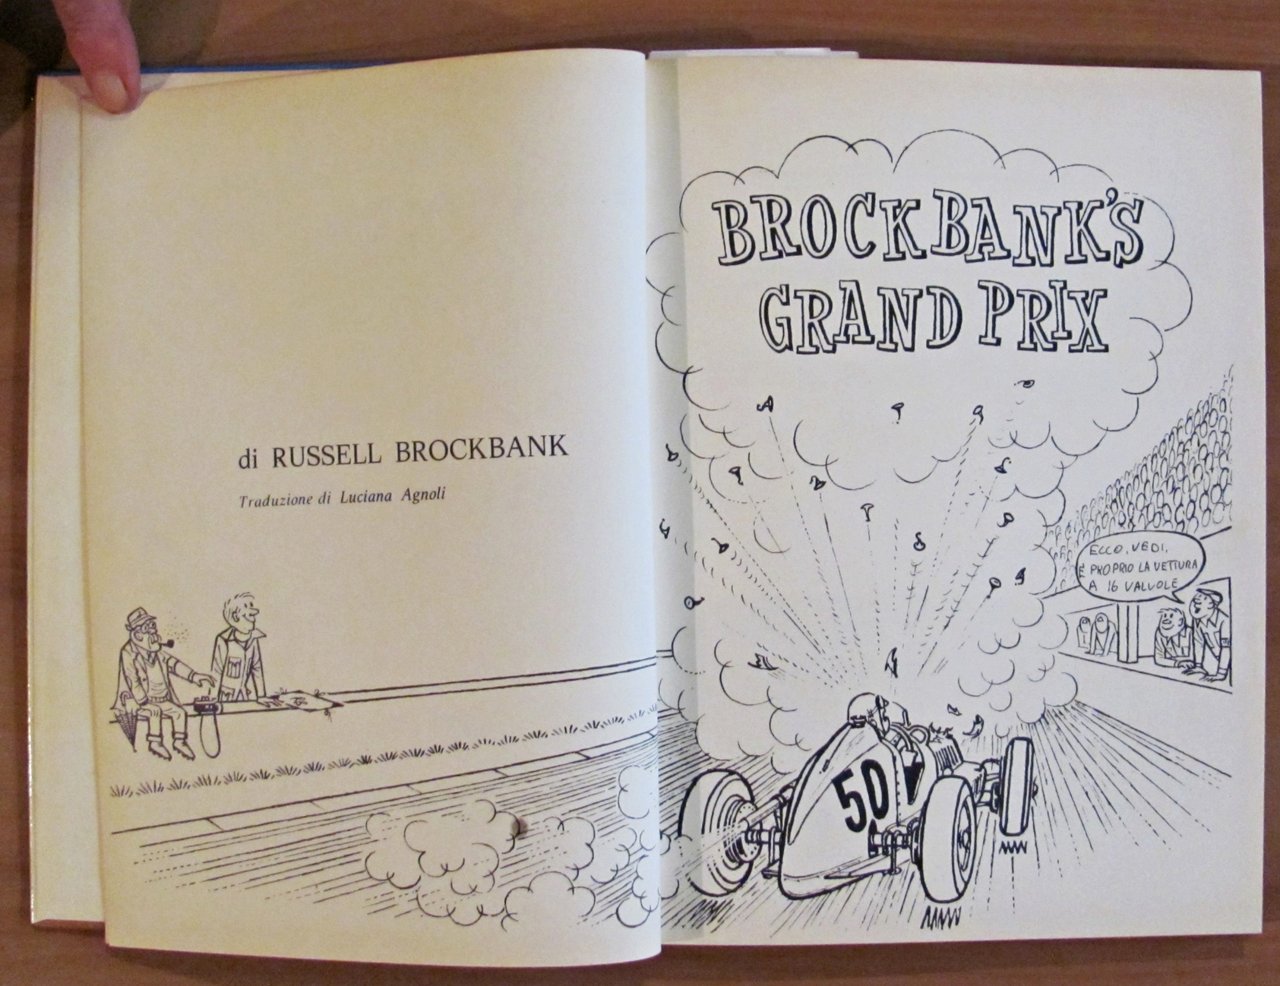 di RUSSELL BROCKBANK
Traduzione di Luciana Agnoli
BROCKBANK'S
GRAND PRIX
ECCO, VEDI,
È PROPRIO LA VETTURA
A 16 VALVOLE
50